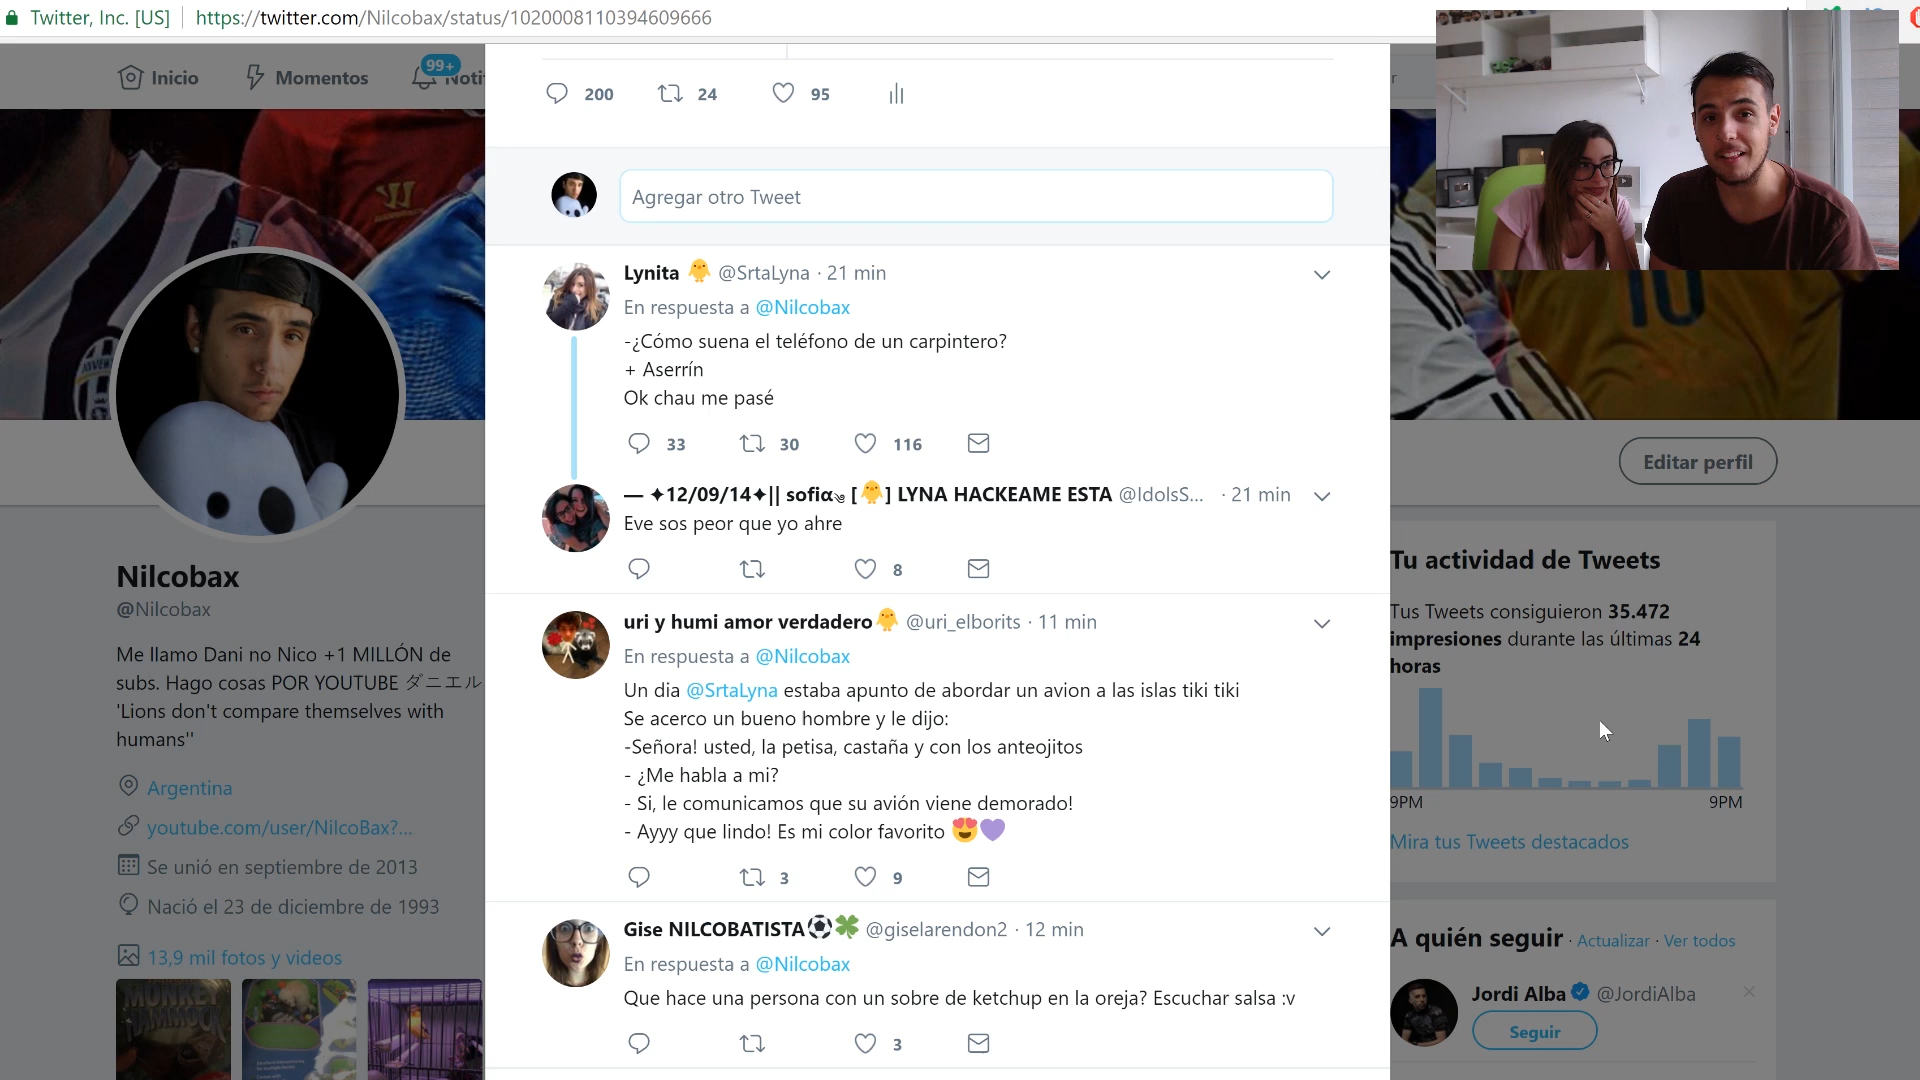 Twitter, Inc. [US] https://twitter.com/Nilcobax/status/1020008110394609666
Inicio
Momentos
99+
Noti
200 24 95
Agregar otro Tweet
Lynita @SrtaLyna · 21 min
En respuesta a @Nilcobax
-¿Cómo suena el teléfono de un carpintero?
+ Aserrín
Ok chau me pasé
33 30 116
— ✦12/09/14✦|| sofiα༄ [🐥] LYNA HACKEAME ESTA @IdolsS... · 21 min
Eve sos peor que yo ahre
8
uri y humi amor verdadero @uri_elborits · 11 min
En respuesta a @Nilcobax
Un dia @SrtaLyna estaba apunto de abordar un avion a las islas tiki tiki
Se acerco un bueno hombre y le dijo:
-Señora! usted, la petisa, castaña y con los anteojitos
- ¿Me habla a mi?
- Si, le comunicamos que su avión viene demorado!
- Ayyy que lindo! Es mi color favorito 😍💜
3 9
Gise NILCOBATISTA⚽🍀 @giselarendon2 · 12 min
En respuesta a @Nilcobax
Que hace una persona con un sobre de ketchup en la oreja? Escuchar salsa :v
3
Nilcobax
@Nilcobax
Me llamo Dani no Nico +1 MILLÓN de
subs. Hago cosas POR YOUTUBE ダニエル
'Lions don't compare themselves with
humans''
Argentina
youtube.com/user/NilcoBax?...
Se unió en septiembre de 2013
Nació el 23 de diciembre de 1993
13,9 mil fotos y videos
MONKEY
HAMMOCK
Editar perfil
10
Tu actividad de Tweets
Tus Tweets consiguieron 35.472
impresiones durante las últimas 24
horas
9PM 9PM
Mira tus Tweets destacados
A quién seguir · Actualizar · Ver todos
Jordi Alba @JordiAlba
Seguir